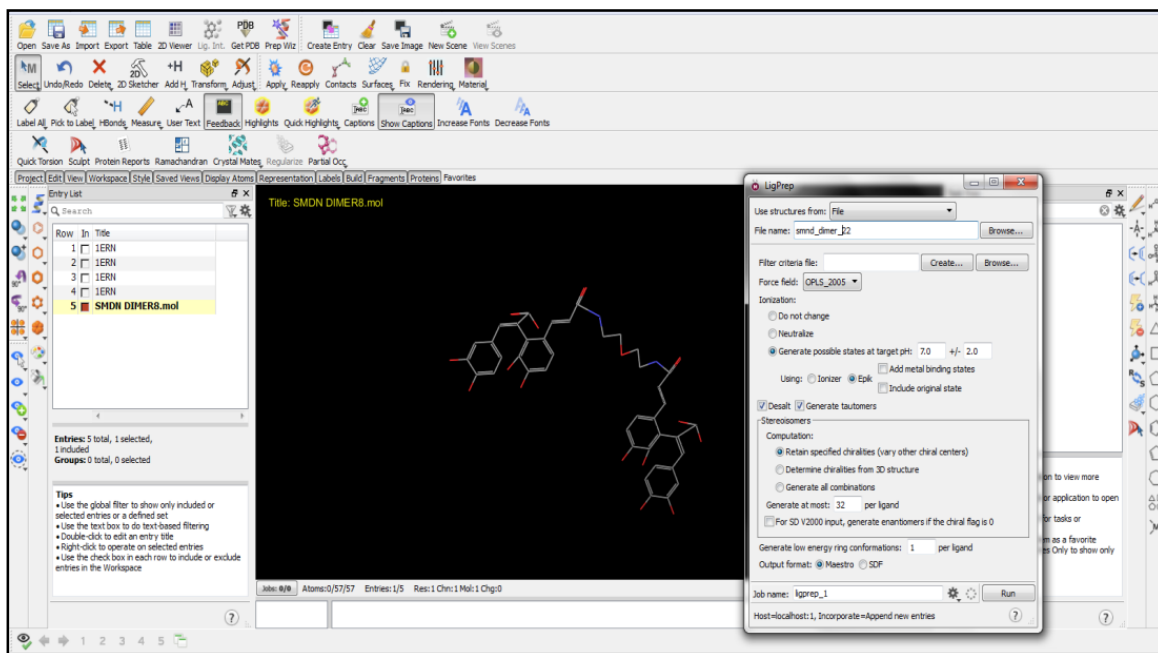 Open Save As Import Export Table 2D Viewer Lig. Int. Get PDB Prep Wiz Create Entry Clear Save Image New Scene View Scenes
Select Undo/Redo Delete 2D Sketcher Add H Transform Adjust Apply Reapply Contacts Surfaces Fix Rendering Material
Label All Pick to Label HBonds Measure User Text Feedback Highlights Quick Highlights Captions Show Captions Increase Fonts Decrease Fonts
Quick Torsion Sculpt Protein Reports Ramachandran Crystal Mates Regularize Partial Occ
Project Edit View Workspace Style Saved Views Display Atoms Representation Labels Build Fragments Proteins Favorites
Entry List
Search
Row In Title
1 1ERN
2 1ERN
3 1ERN
4 1ERN
5 SMDN DIMER8.mol
Entries: 5 total, 1 selected,
1 included
Groups: 0 total, 0 selected
Tips
• Use the global filter to show only included or
selected entries or a defined set
• Use the text box to do text-based filtering
• Double-click to edit an entry title
• Right-click to operate on selected entries
• Use the check box in each row to include or exclude
entries in the Workspace
Title: SMDN DIMER8.mol
Jobs: 0/0 Atoms:0/57/57 Entries:1/5 Res:1 Chn:1 Mol:1 Chg:0
LigPrep
Use structures from: File
File name: smnd_dimer_22 Browse...
Filter criteria file: Create... Browse...
Force field: OPLS_2005
Ionization:
Do not change
Neutralize
Generate possible states at target pH: 7.0 +/- 2.0
Add metal binding states
Using: Ionizer Epik
Include original state
Desalt Generate tautomers
Stereoisomers
Computation:
Retain specified chiralities (vary other chiral centers)
Determine chiralities from 3D structure
Generate all combinations
Generate at most: 32 per ligand
For SD V2000 input, generate enantiomers if the chiral flag is 0
Generate low energy ring conformations: 1 per ligand
Output format: Maestro SDF
Job name: ligprep_1 Run
Host=localhost:1, Incorporate=Append new entries
on to view more
or application to open
for tasks or
m as a favorite
es Only to show only
1 2 3 4 5